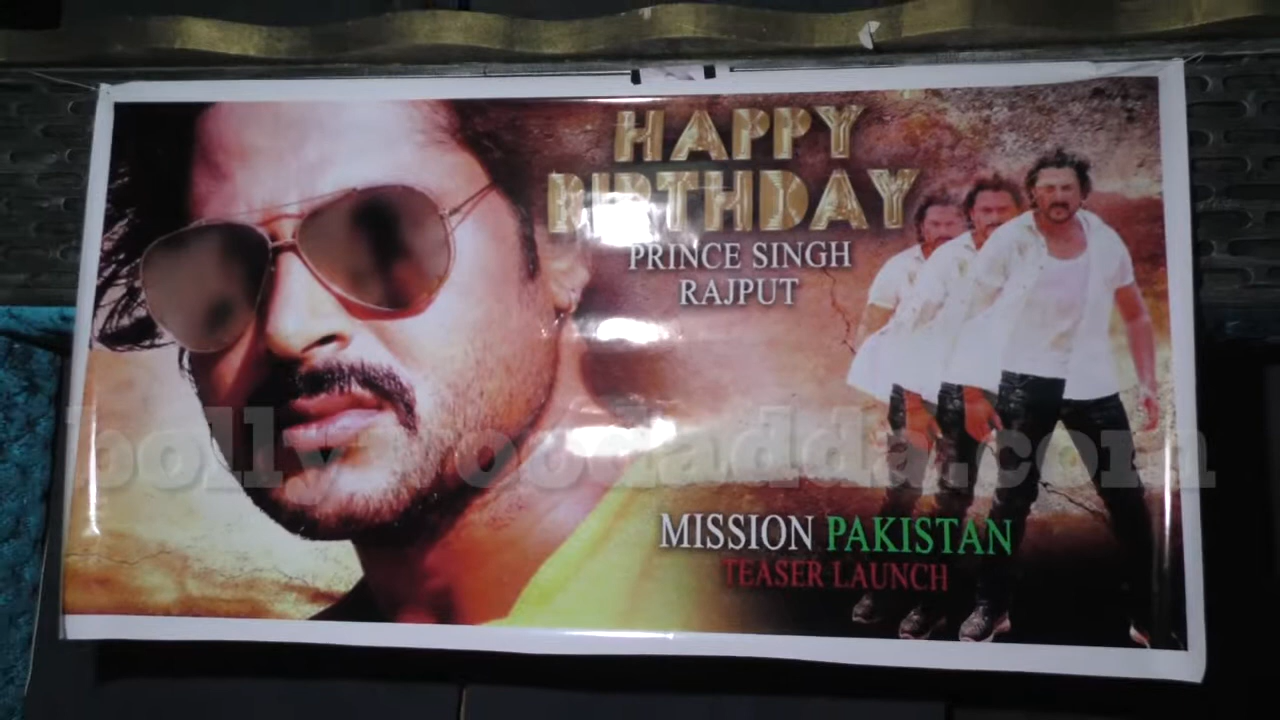 HAPPY
BIRTHDAY
PRINCE SINGH
RAJPUT
bollywoodadda.com
MISSION PAKISTAN
TEASER LAUNCH